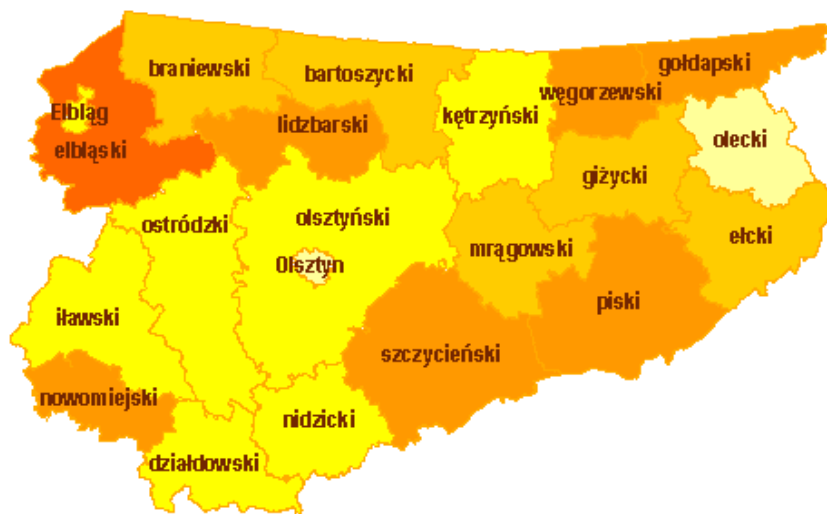 braniewski
bartoszycki
gołdapski
węgorzewski
Elbląg
kętrzyński
lidzbarski
olecki
elbląski
giżycki
ostródzki
olsztyński
ełcki
mrągowski
Olsztyn
piski
iławski
szczycieński
nowomiejski
nidzicki
działdowski